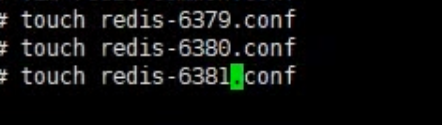 # touch redis-6379.conf
# touch redis-6380.conf
# touch redis-6381.conf